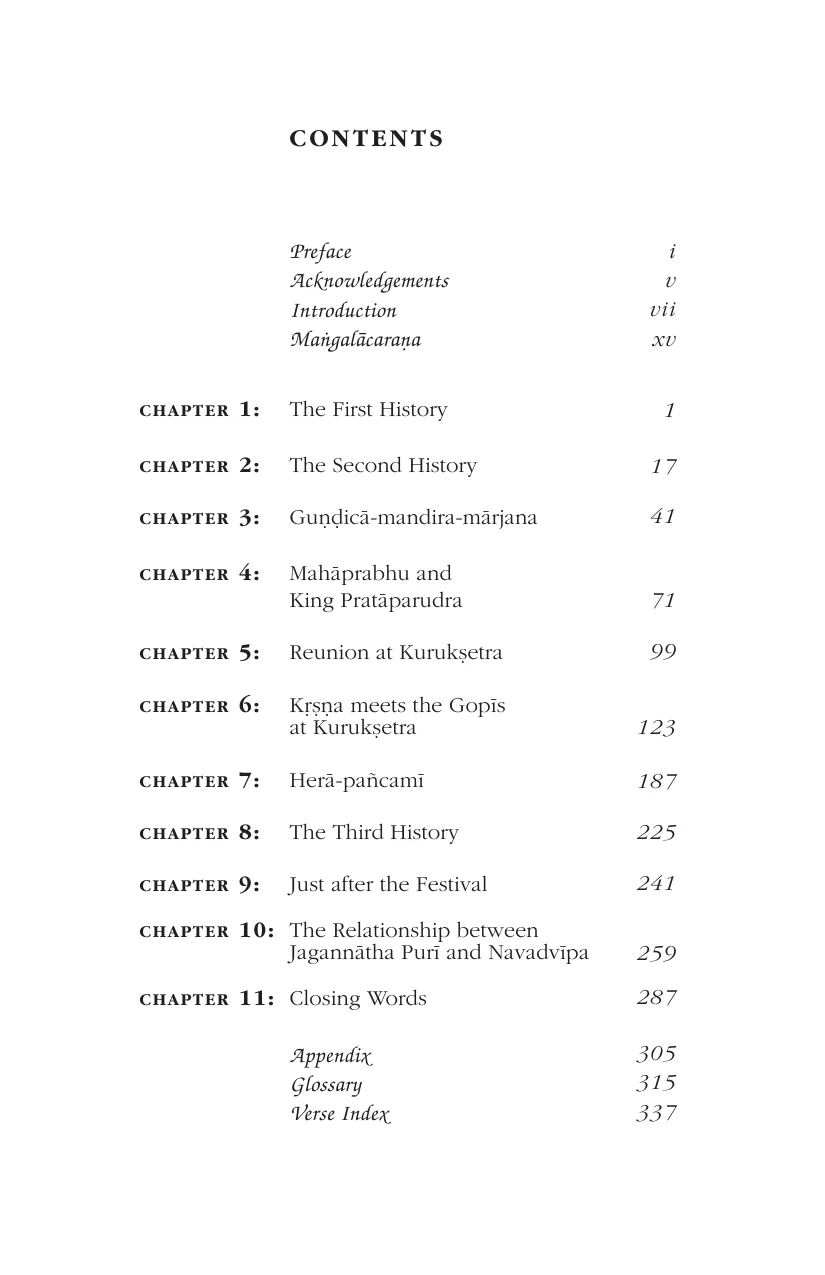 CONTENTS
Preface i
Acknowledgements v
Introduction vii
Maṅgalācaraṇa xv
CHAPTER 1: The First History 1
CHAPTER 2: The Second History 17
CHAPTER 3: Guṇḍicā-mandira-mārjana 41
CHAPTER 4: Mahāprabhu and
King Pratāparudra 71
CHAPTER 5: Reunion at Kurukṣetra 99
CHAPTER 6: Kṛṣṇa meets the Gopīs
at Kurukṣetra 123
CHAPTER 7: Herā-pañcamī 187
CHAPTER 8: The Third History 225
CHAPTER 9: Just after the Festival 241
CHAPTER 10: The Relationship between
Jagannātha Purī and Navadvīpa 259
CHAPTER 11: Closing Words 287
Appendix 305
Glossary 315
Verse Index 337